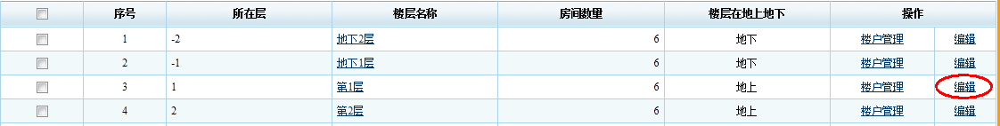 序号 所在层 楼层名称 房间数量 楼层在地上地下 操作
1 -2 地下2层 6 地下 楼户管理 编辑
2 -1 地下1层 6 地下 楼户管理 编辑
3 1 第1层 6 地上 楼户管理 编辑
4 2 第2层 6 地上 楼户管理 编辑